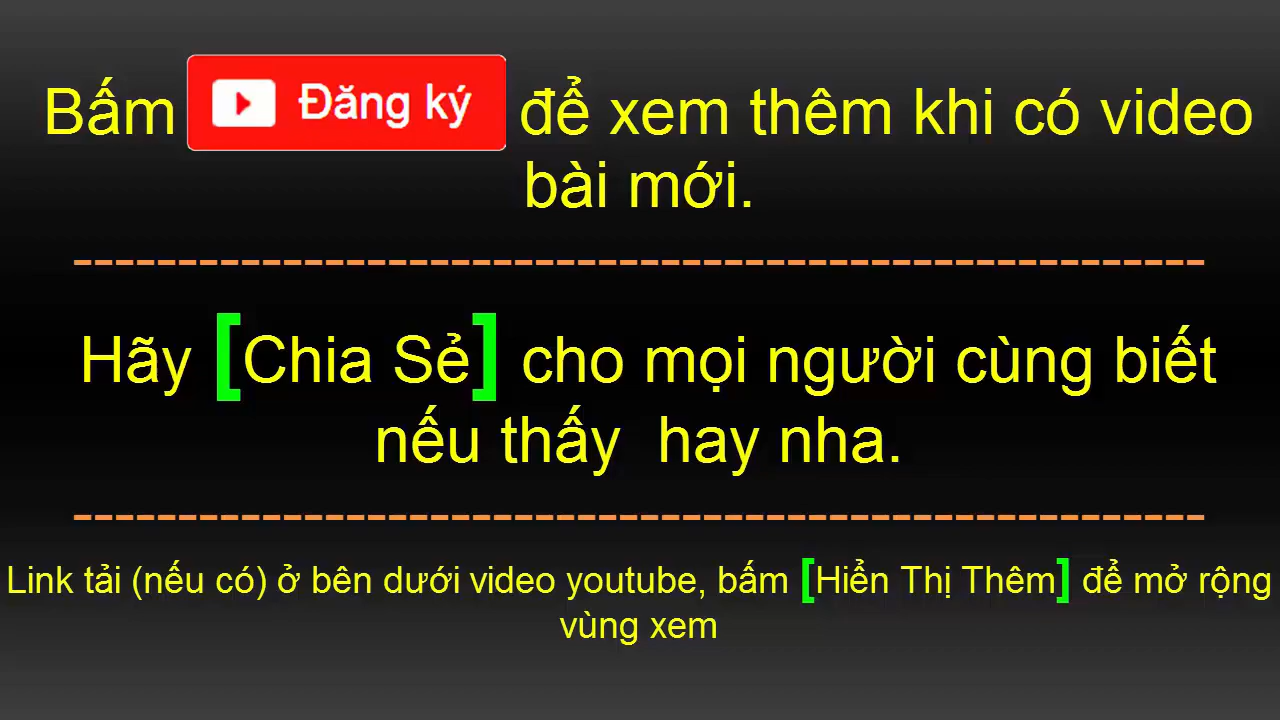 Bấm Đăng ký để xem thêm khi có video
bài mới.
------------------------------------------------------
Hãy [Chia Sẻ] cho mọi người cùng biết
nếu thấy  hay nha.
------------------------------------------------------
Link tải (nếu có) ở bên dưới video youtube, bấm [Hiển Thị Thêm] để mở rộng
vùng xem